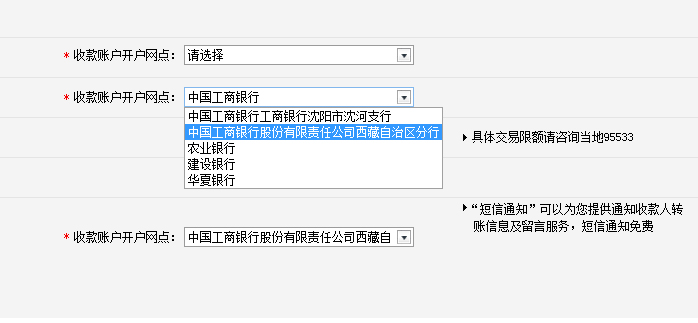 * 收款账户开户网点： 请选择
* 收款账户开户网点： 中国工商银行
中国工商银行工商银行沈阳市沈河支行
中国工商银行股份有限责任公司西藏自治区分行
具体交易限额请咨询当地95533
农业银行
建设银行
华夏银行
“短信通知”可以为您提供通知收款人转
账信息及留言服务，短信通知免费
* 收款账户开户网点： 中国工商银行股份有限责任公司西藏自